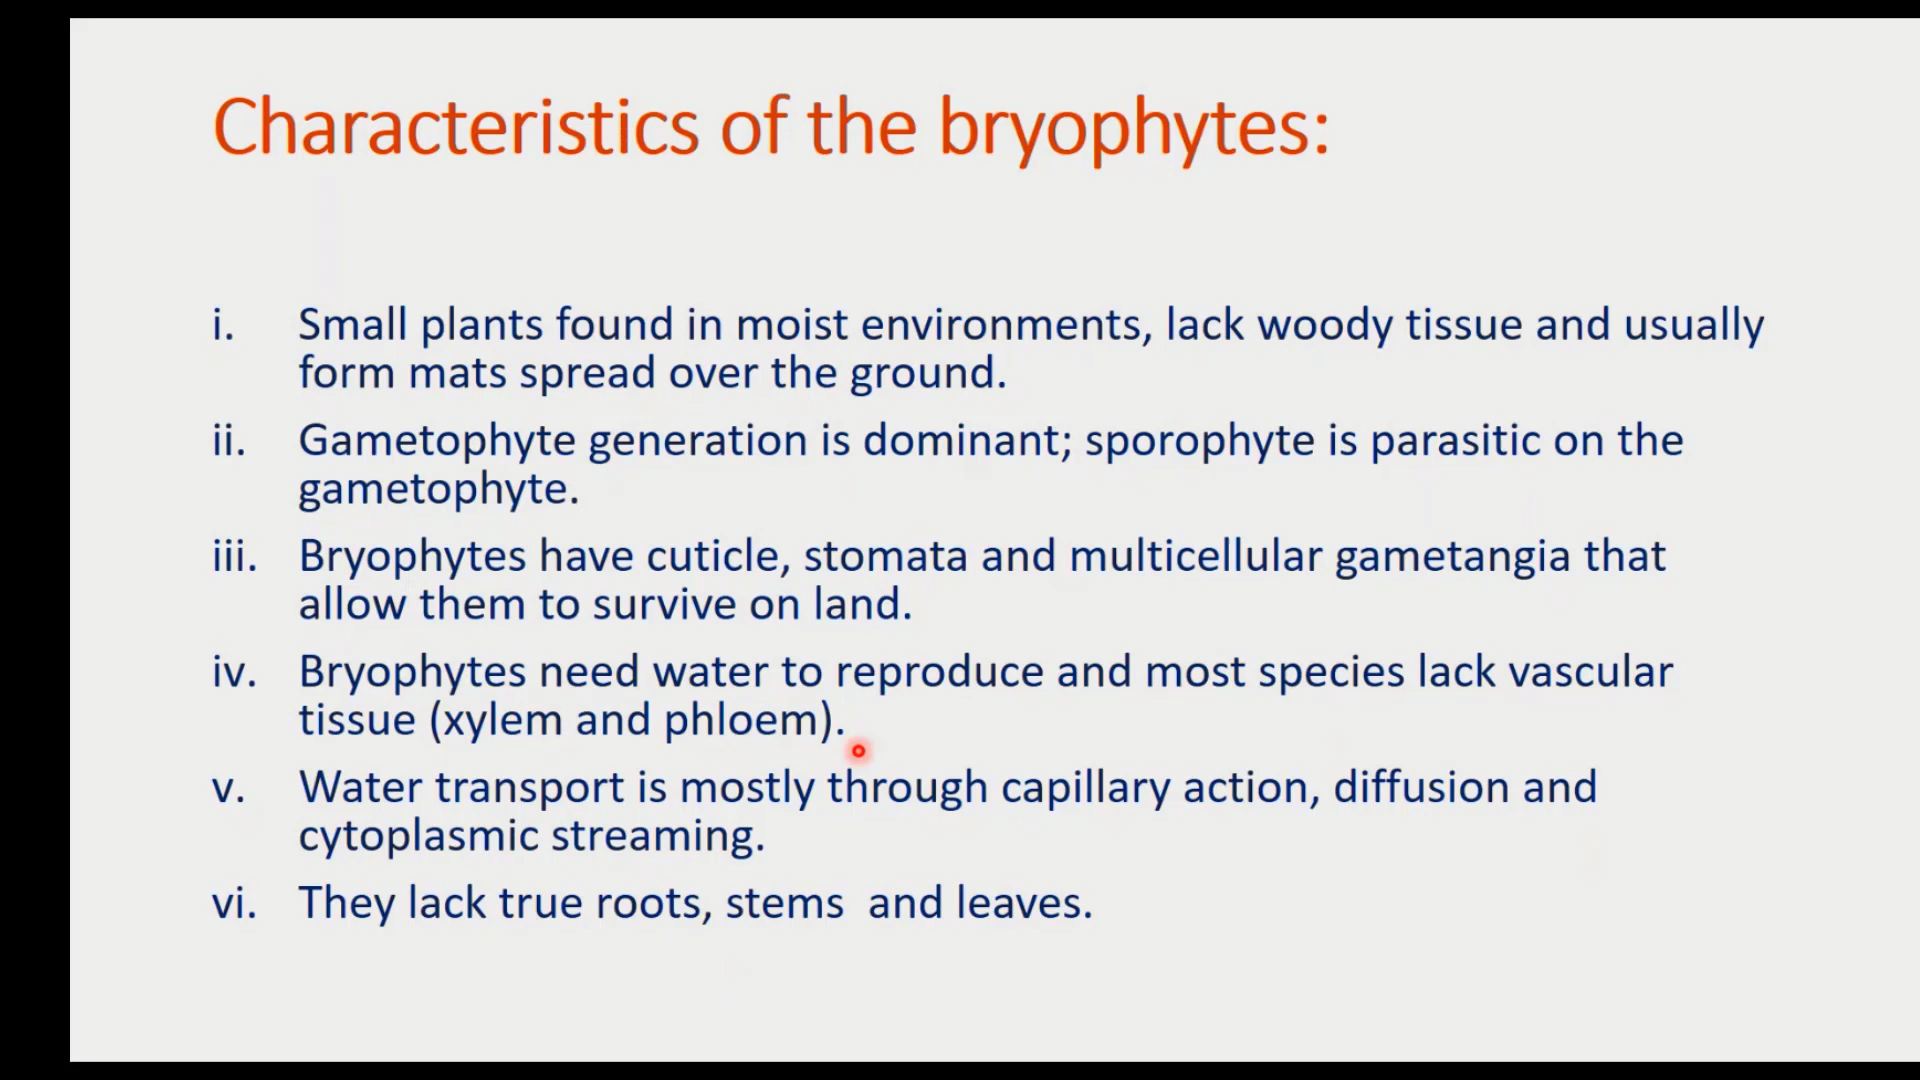 Characteristics of the bryophytes:
i. Small plants found in moist environments, lack woody tissue and usually
form mats spread over the ground.
ii. Gametophyte generation is dominant; sporophyte is parasitic on the
gametophyte.
iii. Bryophytes have cuticle, stomata and multicellular gametangia that
allow them to survive on land.
iv. Bryophytes need water to reproduce and most species lack vascular
tissue (xylem and phloem).
v. Water transport is mostly through capillary action, diffusion and
cytoplasmic streaming.
vi. They lack true roots, stems  and leaves.